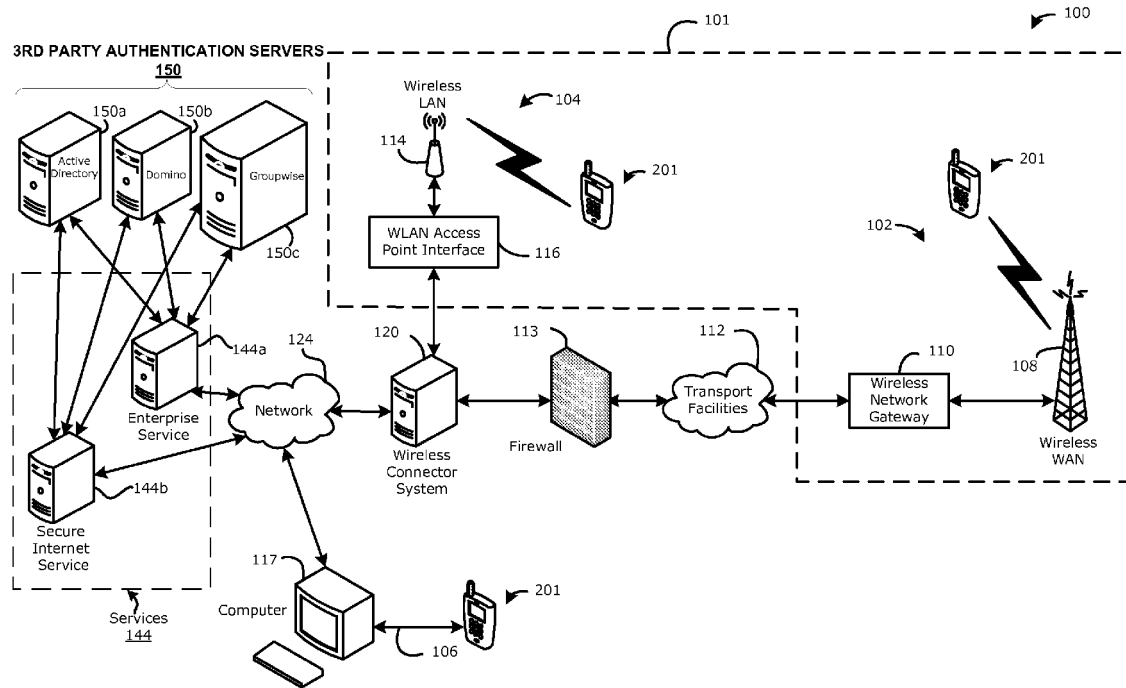 101
100
3RD PARTY AUTHENTICATION SERVERS
150
150a
150b
Active
Directory
Domino
Groupwise
150c
Wireless
LAN
104
114
201
WLAN Access
Point Interface
116
201
102
144a
Enterprise
Service
144b
Secure
Internet
Service
Services
144
124
Network
120
Wireless
Connector
System
113
Firewall
112
Transport
Facilities
110
Wireless
Network
Gateway
108
Wireless
WAN
117
Computer
106
201